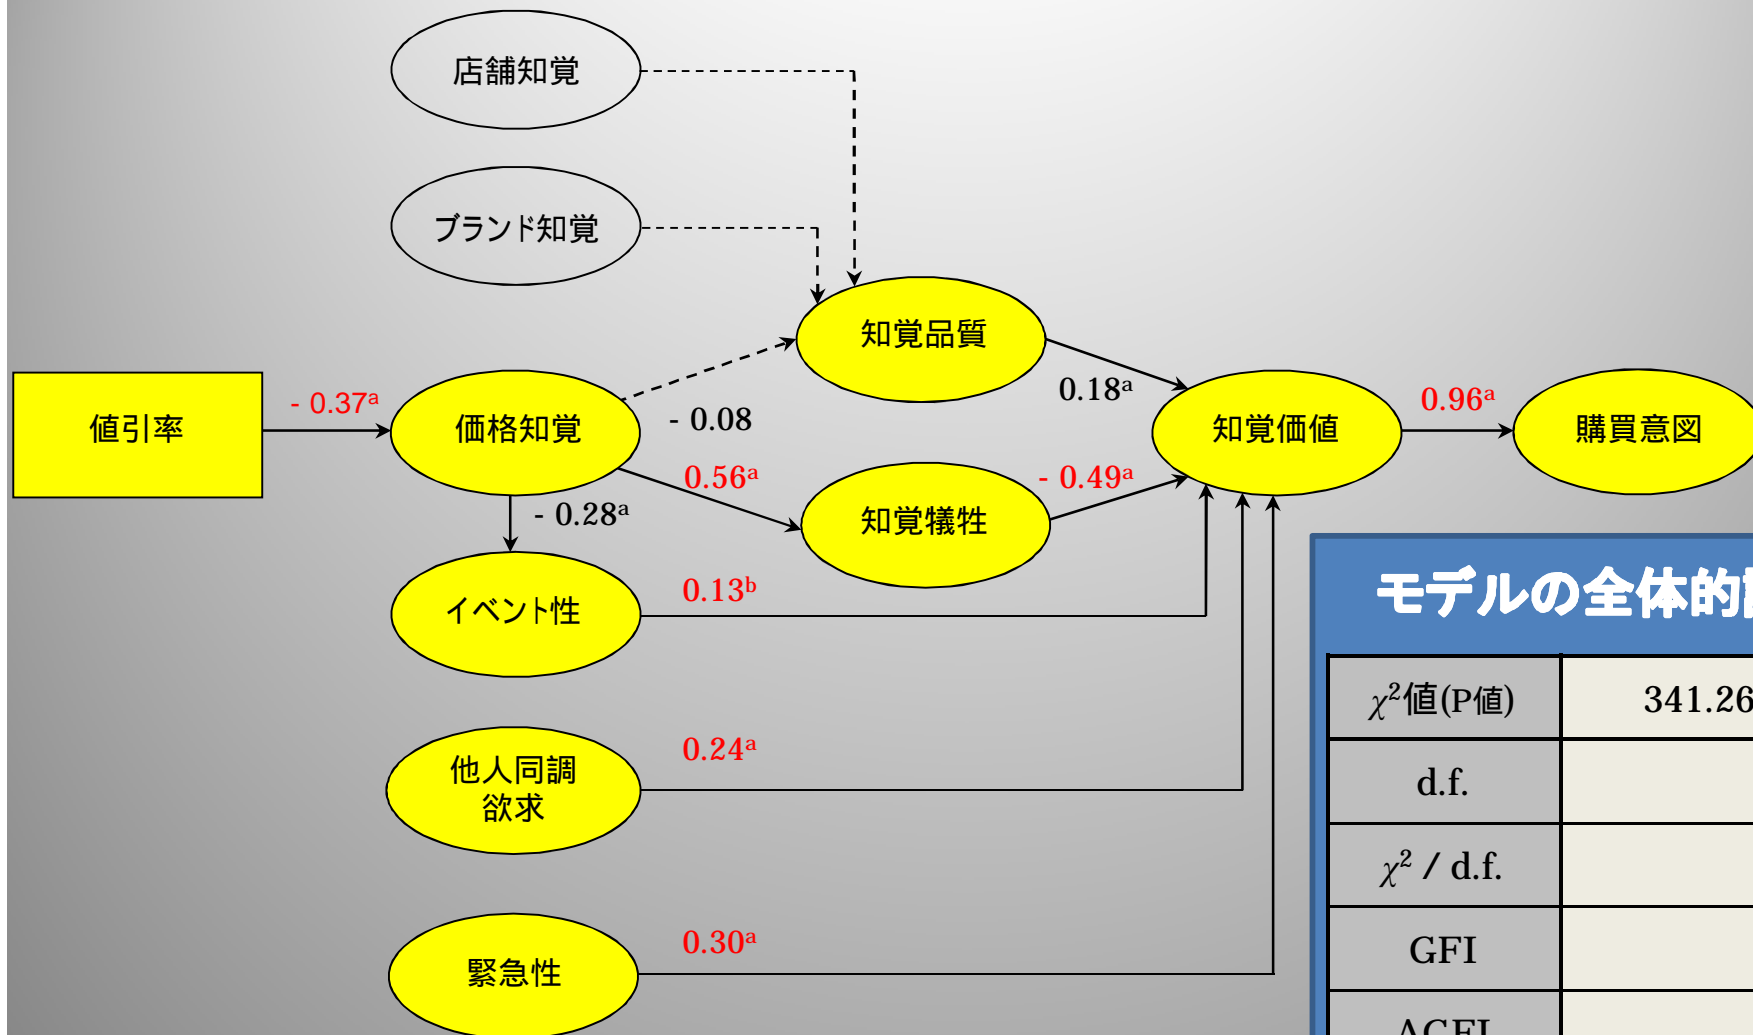 店舗知覚
ブランド知覚
知覚品質
値引率
- 0.37ᵃ
価格知覚
- 0.08
0.18ᵃ
知覚価値
0.96ᵃ
購買意図
0.56ᵃ
- 0.49ᵃ
- 0.28ᵃ
知覚犠牲
イベント性
0.13ᵇ
他人同調
欲求
0.24ᵃ
緊急性
0.30ᵃ
モデルの全体的
χ²値(P値) 341.26
d.f.
χ² / d.f.
GFI
AGFI